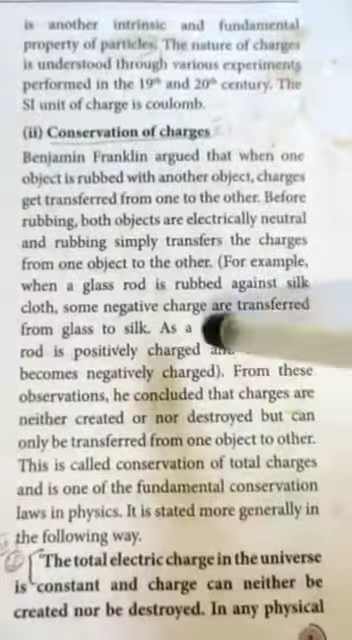 is another intrinsic and fundamental
property of particles. The nature of charges
is understood through various experiments
performed in the 19th and 20th century. The
SI unit of charge is coulomb.
(ii) Conservation of charges
Benjamin Franklin argued that when one
object is rubbed with another object, charges
get transferred from one to the other. Before
rubbing, both objects are electrically neutral
and rubbing simply transfers the charges
from one object to the other. (For example,
when a glass rod is rubbed against silk
cloth, some negative charge are transferred
from glass to silk. As a
rod is positively charged
becomes negatively charged). From these
observations, he concluded that charges are
neither created or nor destroyed but can
only be transferred from one object to other.
This is called conservation of total charges
and is one of the fundamental conservation
laws in physics. It is stated more generally in
the following way.
The total electric charge in the universe
is constant and charge can neither be
created nor be destroyed. In any physical